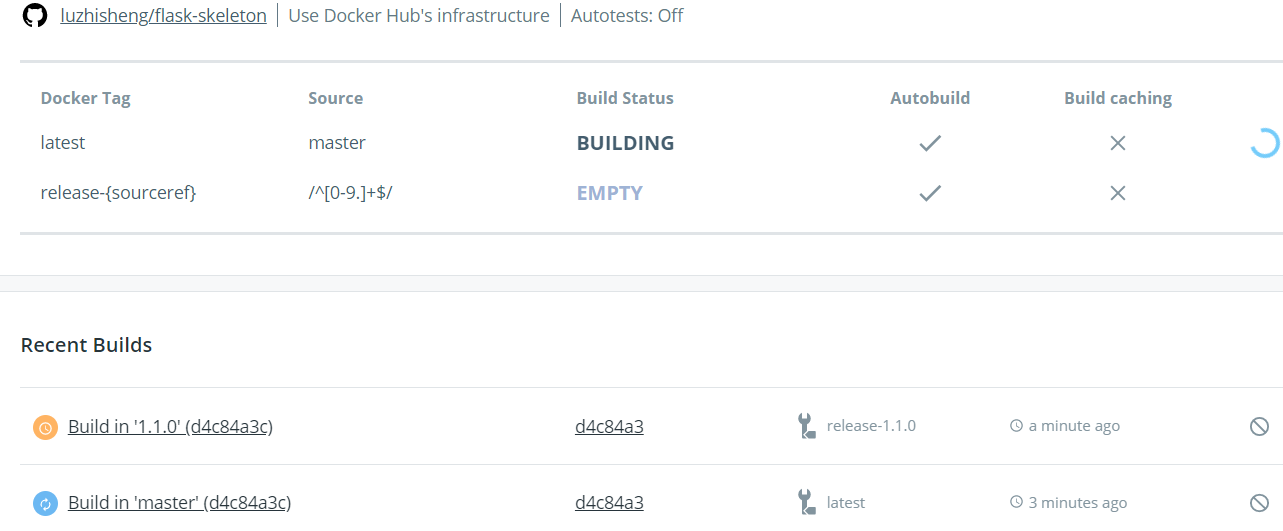 luzhisheng/flask-skeleton Use Docker Hub's infrastructure Autotests: Off
Docker Tag Source Build Status Autobuild Build caching
latest master BUILDING
release-{sourceref} /^[0-9.]+$/ EMPTY
Recent Builds
Build in '1.1.0' (d4c84a3c) d4c84a3 release-1.1.0 a minute ago
Build in 'master' (d4c84a3c) d4c84a3 latest 3 minutes ago